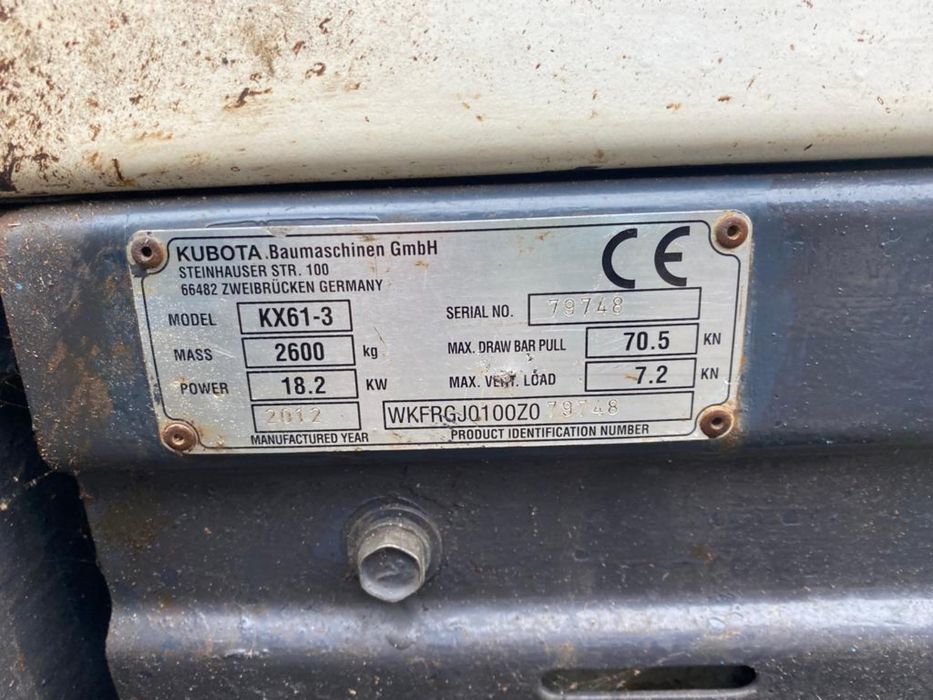 KUBOTA Baumaschinen GmbH
STEINHAUSER STR. 100
66482 ZWEIBRÜCKEN GERMANY
CE
MODEL KX61-3 SERIAL NO. 79748
MASS 2600 kg MAX. DRAW BAR PULL 70.5 KN
POWER 18.2 KW MAX. VERT. LOAD 7.2 KN
2012 WKFRGJ0100Z079748
MANUFACTURED YEAR PRODUCT IDENTIFICATION NUMBER